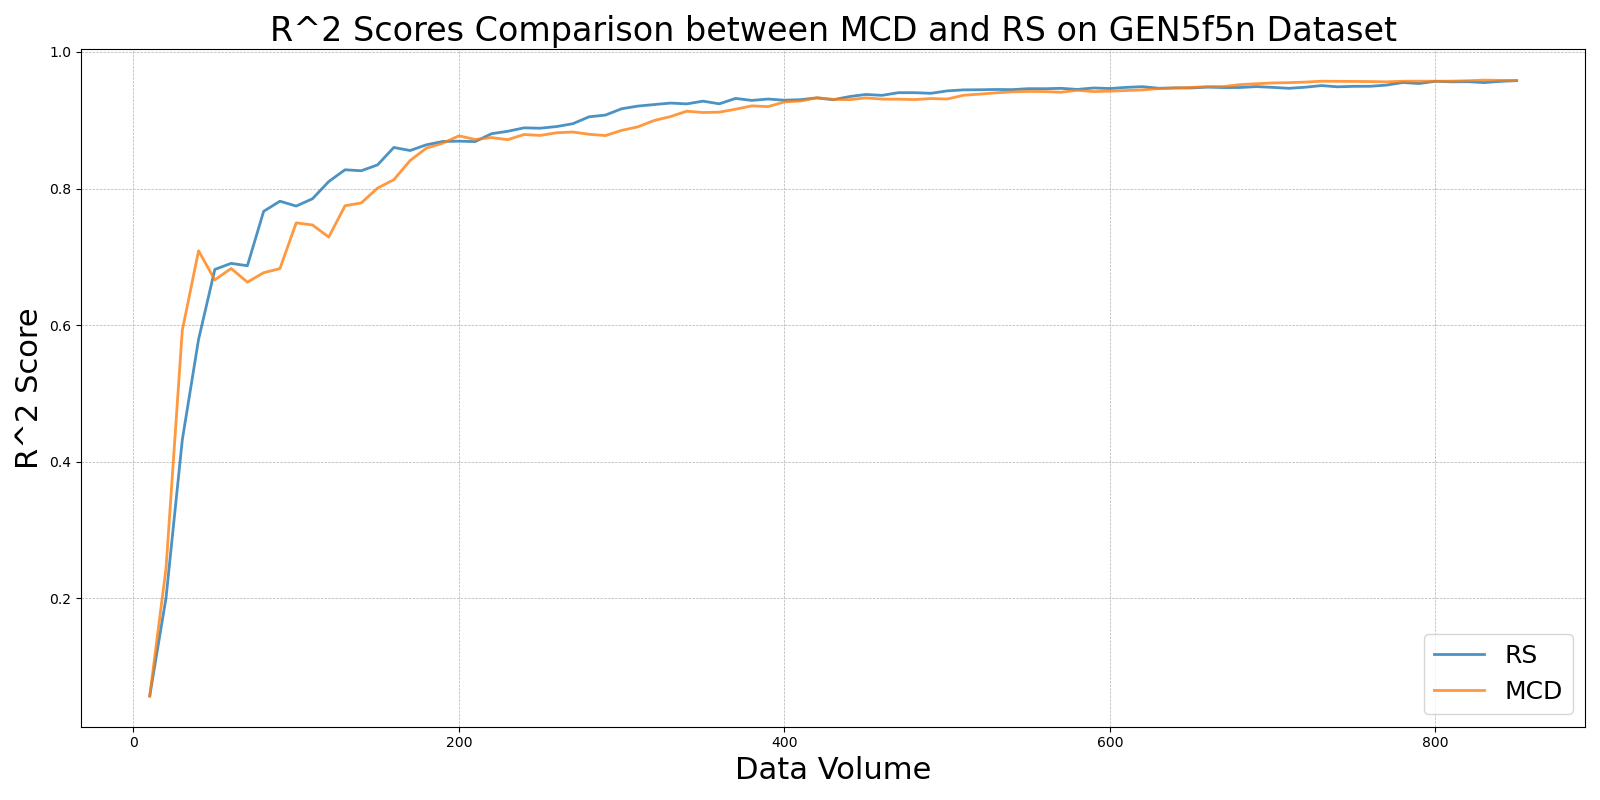 R^2 Scores Comparison between MCD and RS on GEN5f5n Dataset
1.0
0.8
0.6
0.4
0.2
R^2 Score
0
200
400
600
800
Data Volume
RS
MCD